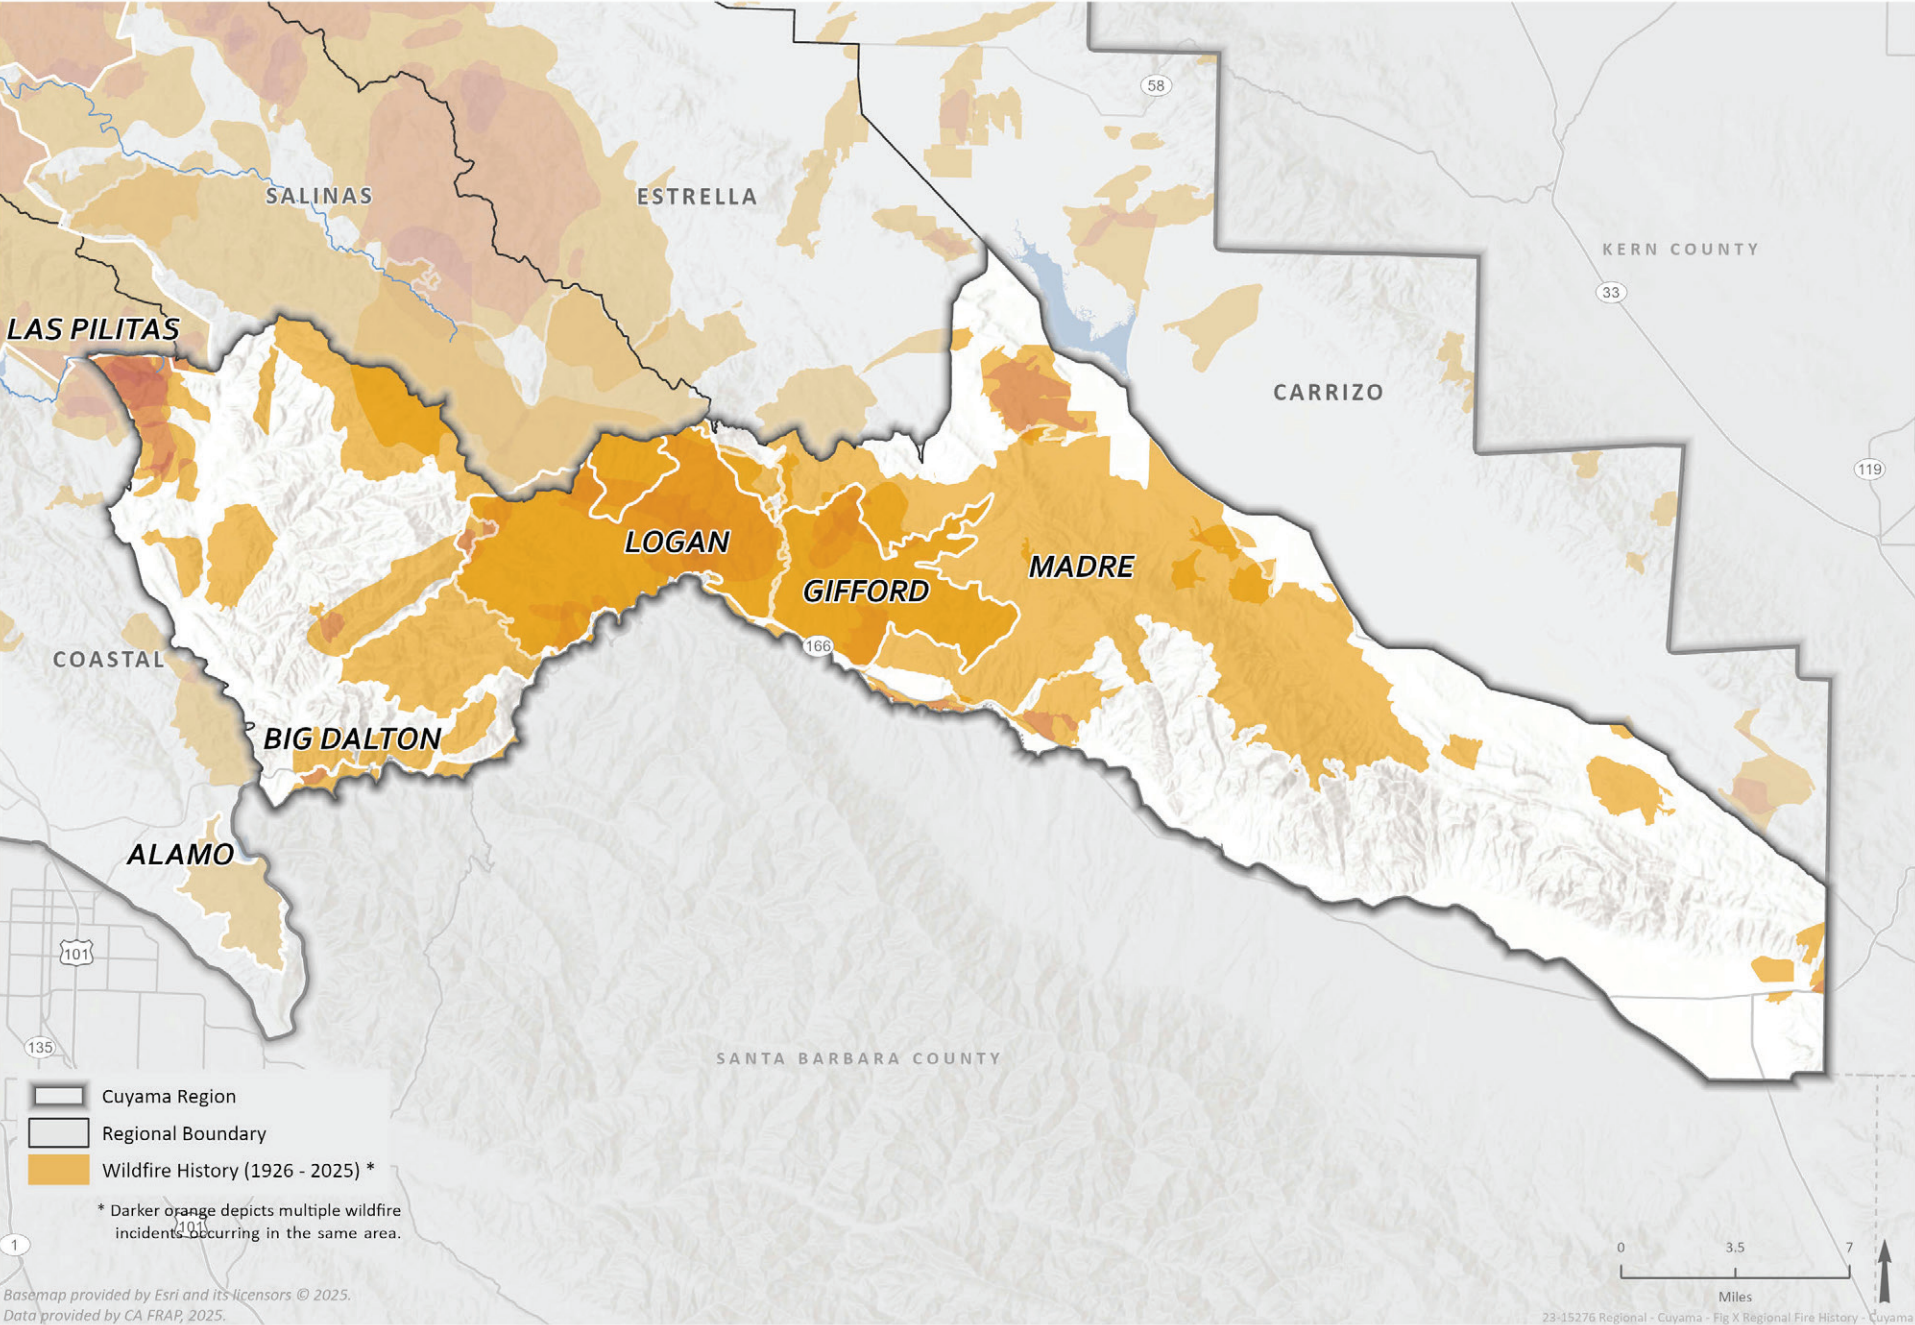 58
SALINAS
ESTRELLA
KERN COUNTY
33
LAS PILITAS
CARRIZO
119
LOGAN
MADRE
GIFFORD
166
COASTAL
BIG DALTON
ALAMO
101
135
SANTA BARBARA COUNTY
Cuyama Region
Regional Boundary
Wildfire History (1926 - 2025) *
* Darker orange depicts multiple wildfire
incidents occurring in the same area.
101
1
0 3.5 7
Miles
Basemap provided by Esri and its licensors © 2025.
Data provided by CA FRAP, 2025.
23-15276 Regional - Cuyama - Fig X Regional Fire History - Cuyama